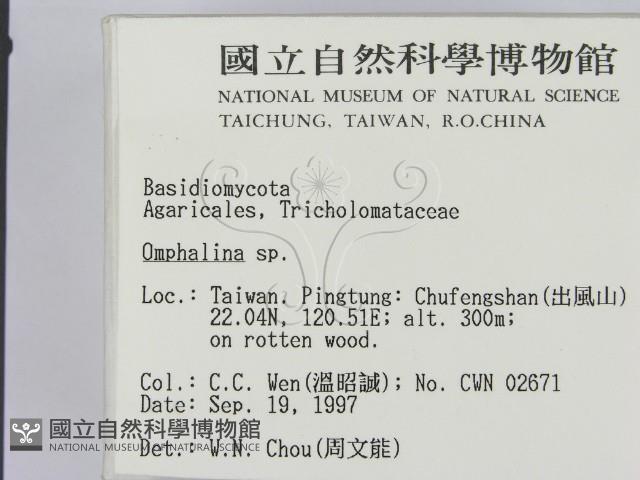 國立自然科學博物館
NATIONAL MUSEUM OF NATURAL SCIENCE
TAICHUNG, TAIWAN, R.O.CHINA
Basidiomycota
Agaricales, Tricholomataceae
Omphalina sp.
Loc.: Taiwan. Pingtung: Chufengshan(出風山)
22.04N, 120.51E; alt. 300m;
on rotten wood.
Col.: C.C. Wen(溫昭誠); No. CWN 02671
Date: Sep. 19, 1997
國立自然科學博物館
NATIONAL MUSEUM OF NATURAL SCIENCE
Det.: W.N. Chou(周文能)